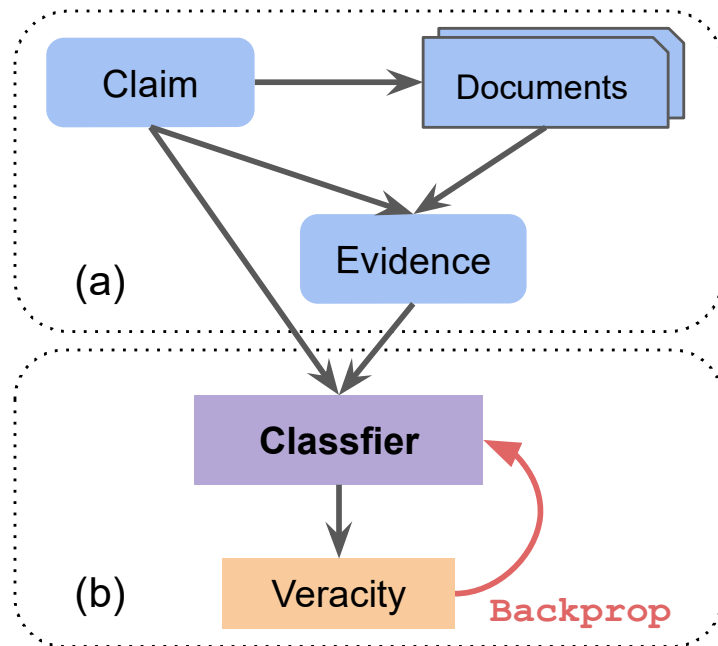 Claim
Documents
Evidence
(a)
Classfier
Veracity
(b)
Backprop